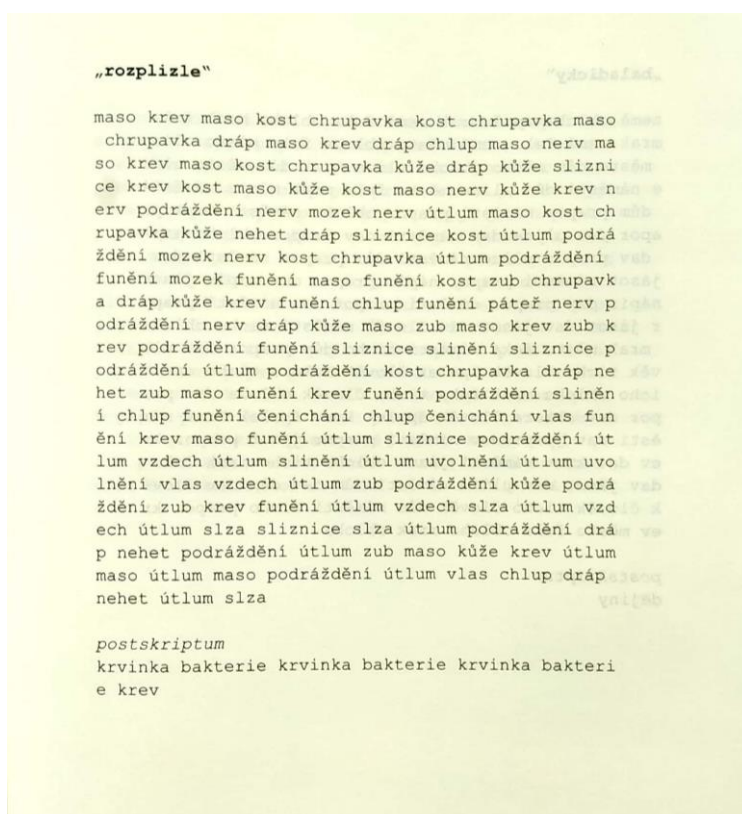 „rozplizle“
maso krev maso kost chrupavka kost chrupavka maso
chrupavka dráp maso krev dráp chlup maso nerv ma
so krev maso kost chrupavka kůže dráp kůže slizni
ce krev kost maso kůže kost maso nerv kůže krev n
erv podráždění nerv mozek nerv útlum maso kost ch
rupavka kůže nehet dráp sliznice kost útlum podrá
ždění mozek nerv kost chrupavka útlum podráždění
funění mozek funění maso funění kost zub chrupavk
a dráp kůže krev funění chlup funění páteř nerv p
odráždění nerv dráp kůže maso zub maso krev zub k
rev podráždění funění sliznice slinění sliznice p
odráždění útlum podráždění kost chrupavka dráp ne
het zub maso funění krev funění podráždění sliněn
í chlup funění čenichání chlup čenichání vlas fun
ění krev maso funění útlum sliznice podráždění út
lum vzdech útlum slinění útlum uvolnění útlum uvo
lnění vlas vzdech útlum zub podráždění kůže podrá
ždění zub krev funění útlum vzdech slza útlum vzd
ech útlum slza sliznice slza útlum podráždění drá
p nehet podráždění útlum zub maso kůže krev útlum
maso útlum maso podráždění útlum vlas chlup dráp
nehet útlum slza
postskriptum
krvinka bakterie krvinka bakterie krvinka bakteri
e krev